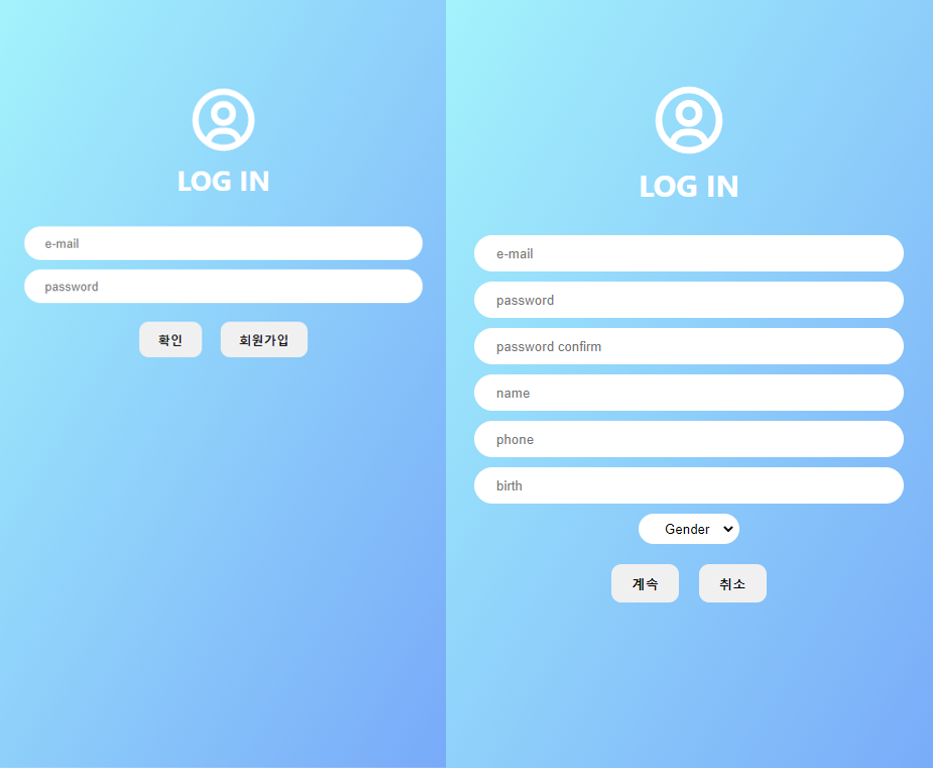 LOG IN
e-mail
password
확인
회원가입
LOG IN
e-mail
password
password confirm
name
phone
birth
Gender
계속
취소